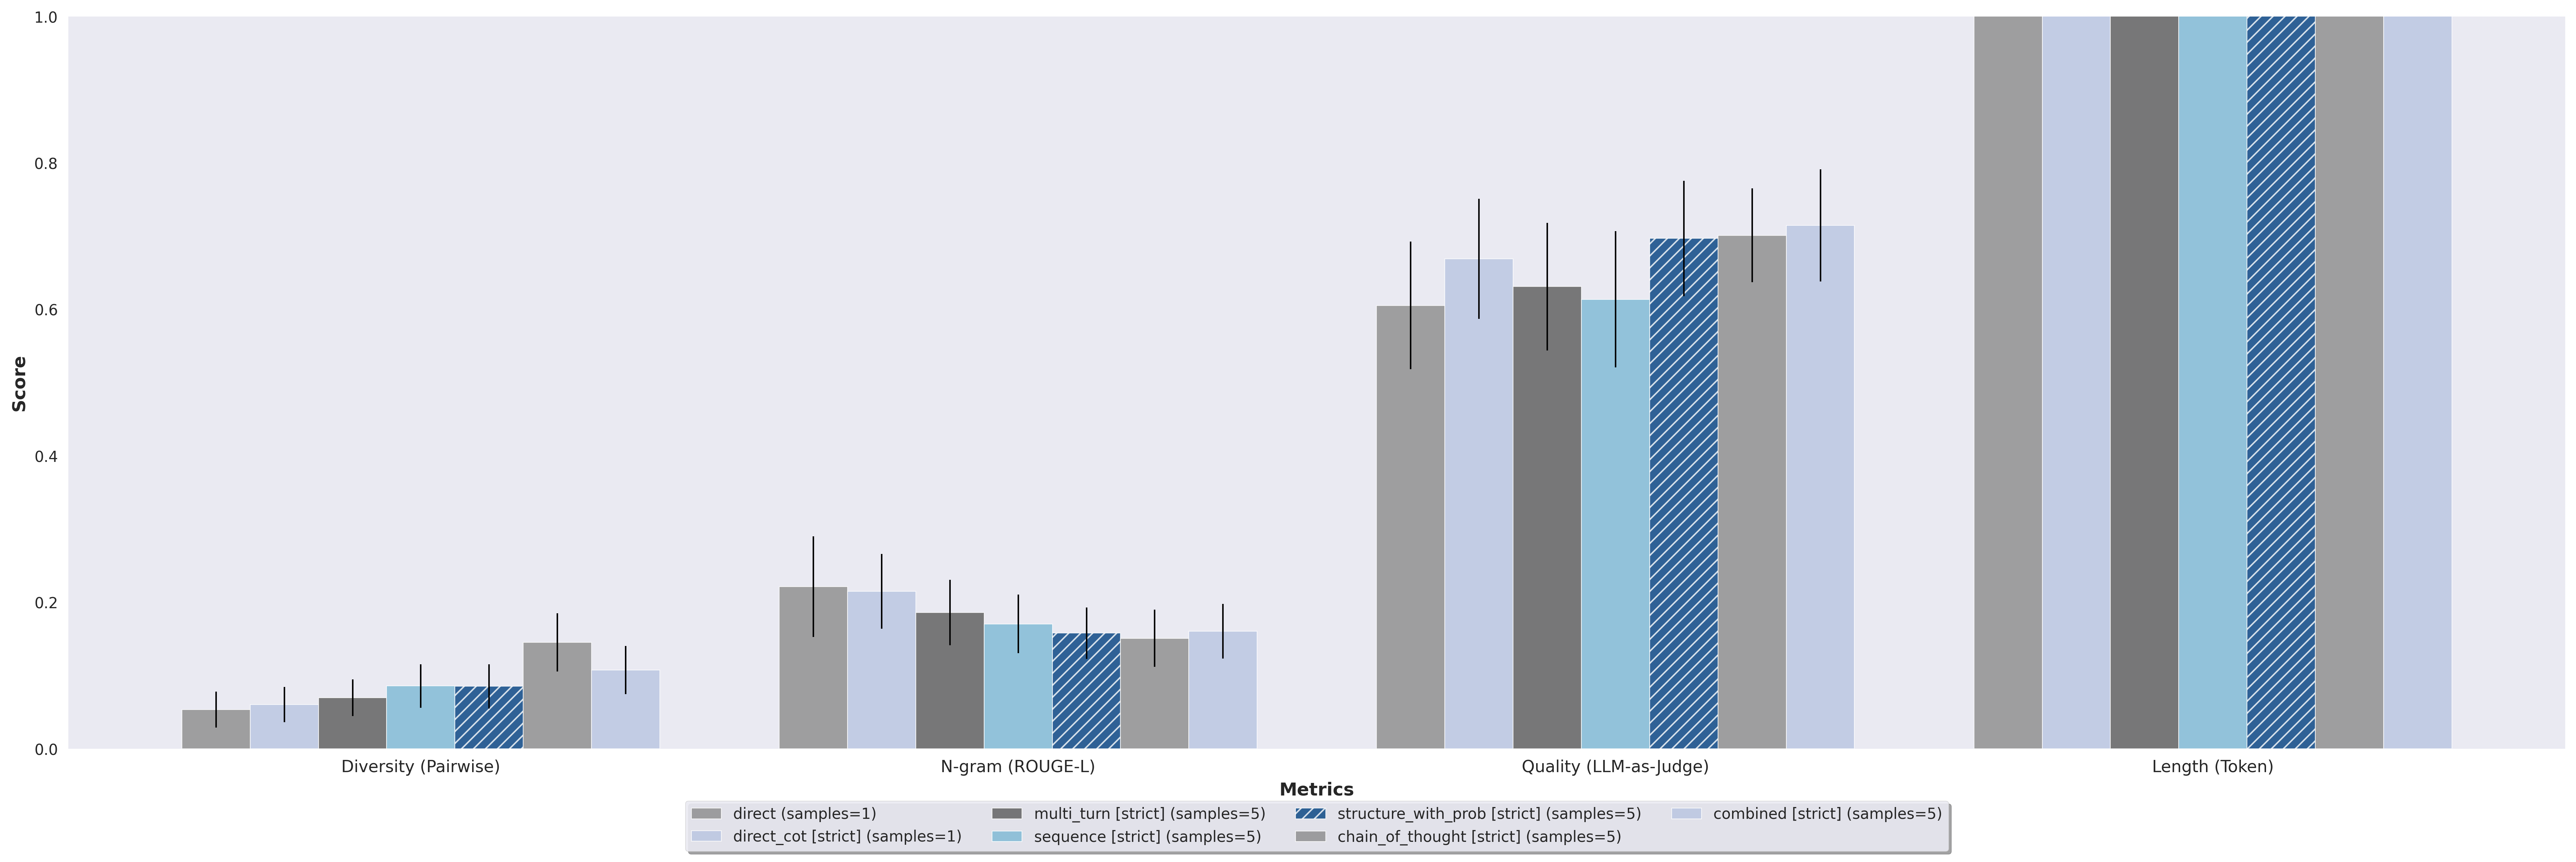 1.0
0.8
0.6
0.4
0.2
0.0
Score
Diversity (Pairwise)
N-gram (ROUGE-L)
Quality (LLM-as-Judge)
Length (Token)
Metrics
direct (samples=1)
direct_cot [strict] (samples=1)
multi_turn [strict] (samples=5)
sequence [strict] (samples=5)
structure_with_prob [strict] (samples=5)
chain_of_thought [strict] (samples=5)
combined [strict] (samples=5)